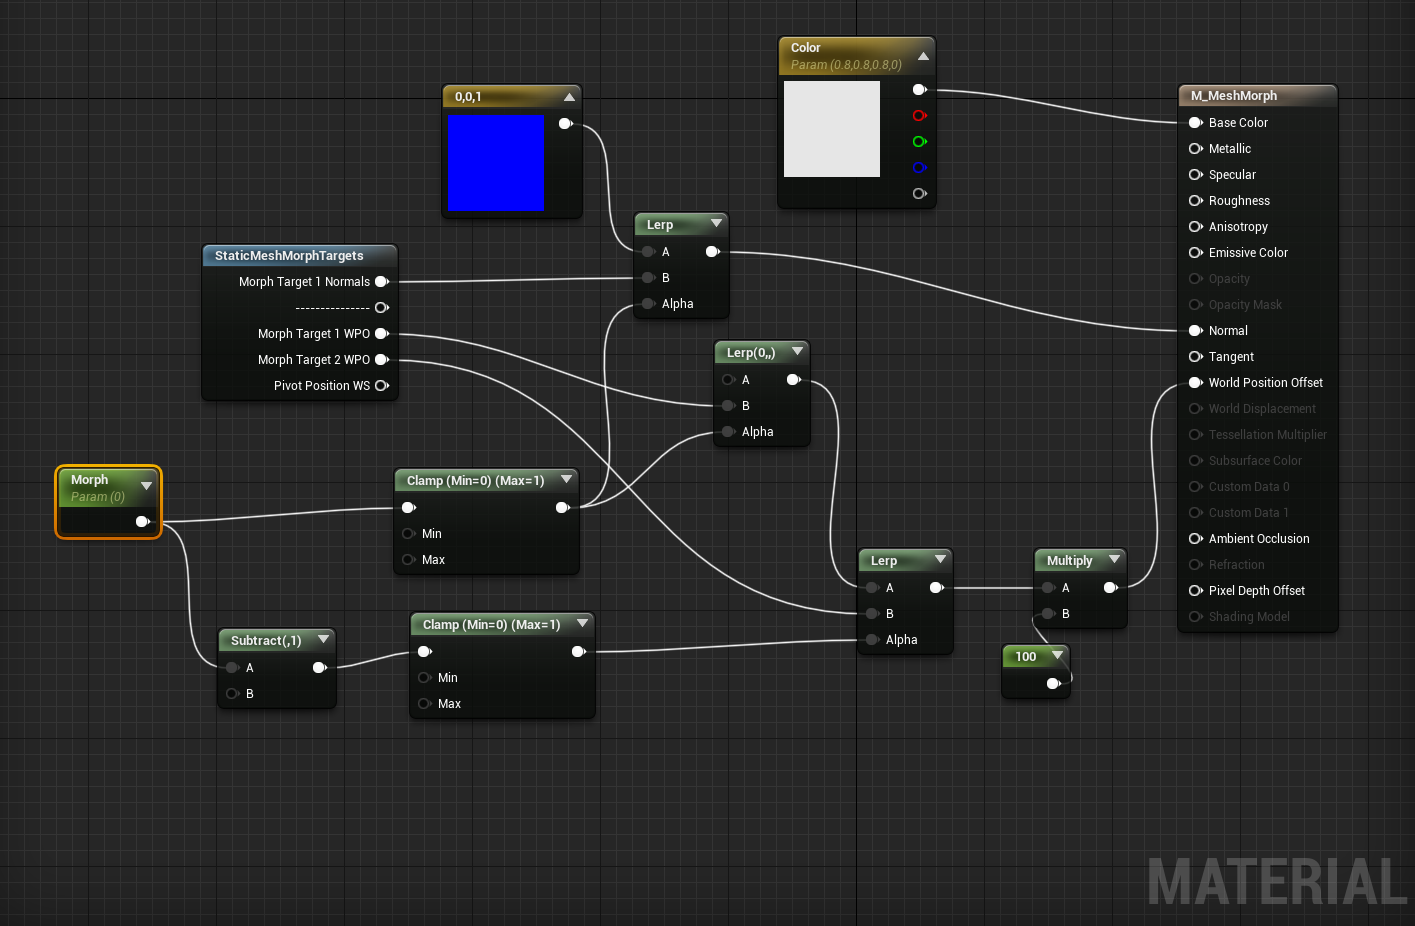 Color
Param (0.8,0.8,0.8,0)
0,0,1
M_MeshMorph
Base Color
Metallic
Specular
Roughness
Anisotropy
Emissive Color
Opacity
Opacity Mask
Normal
Tangent
World Position Offset
World Displacement
Tessellation Multiplier
Subsurface Color
Custom Data 0
Custom Data 1
Ambient Occlusion
Refraction
Pixel Depth Offset
Shading Model
Lerp
A
B
Alpha
StaticMeshMorphTargets
Morph Target 1 Normals
---------------
Morph Target 1 WPO
Morph Target 2 WPO
Pivot Position WS
Lerp(0,,)
A
B
Alpha
Morph
Param (0)
Clamp (Min=0) (Max=1)
Min
Max
Subtract(,1)
A
B
Clamp (Min=0) (Max=1)
Min
Max
Lerp
A
B
Alpha
Multiply
A
B
100
MATERIAL